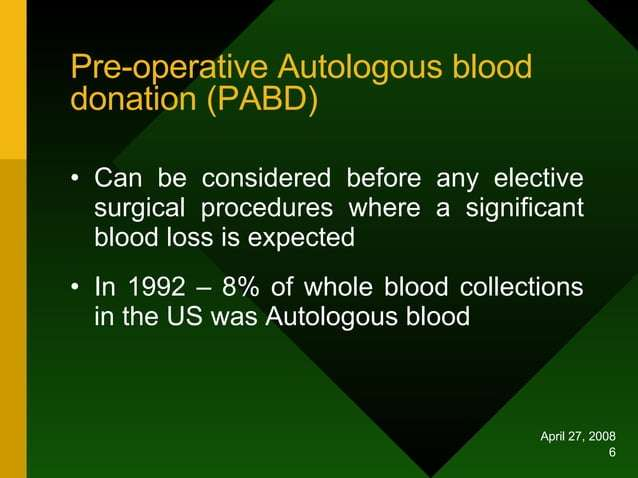 Pre-operative Autologous blood
donation (PABD)
• Can be considered before any elective
surgical procedures where a significant
blood loss is expected
• In 1992 – 8% of whole blood collections
in the US was Autologous blood
April 27, 2008
6